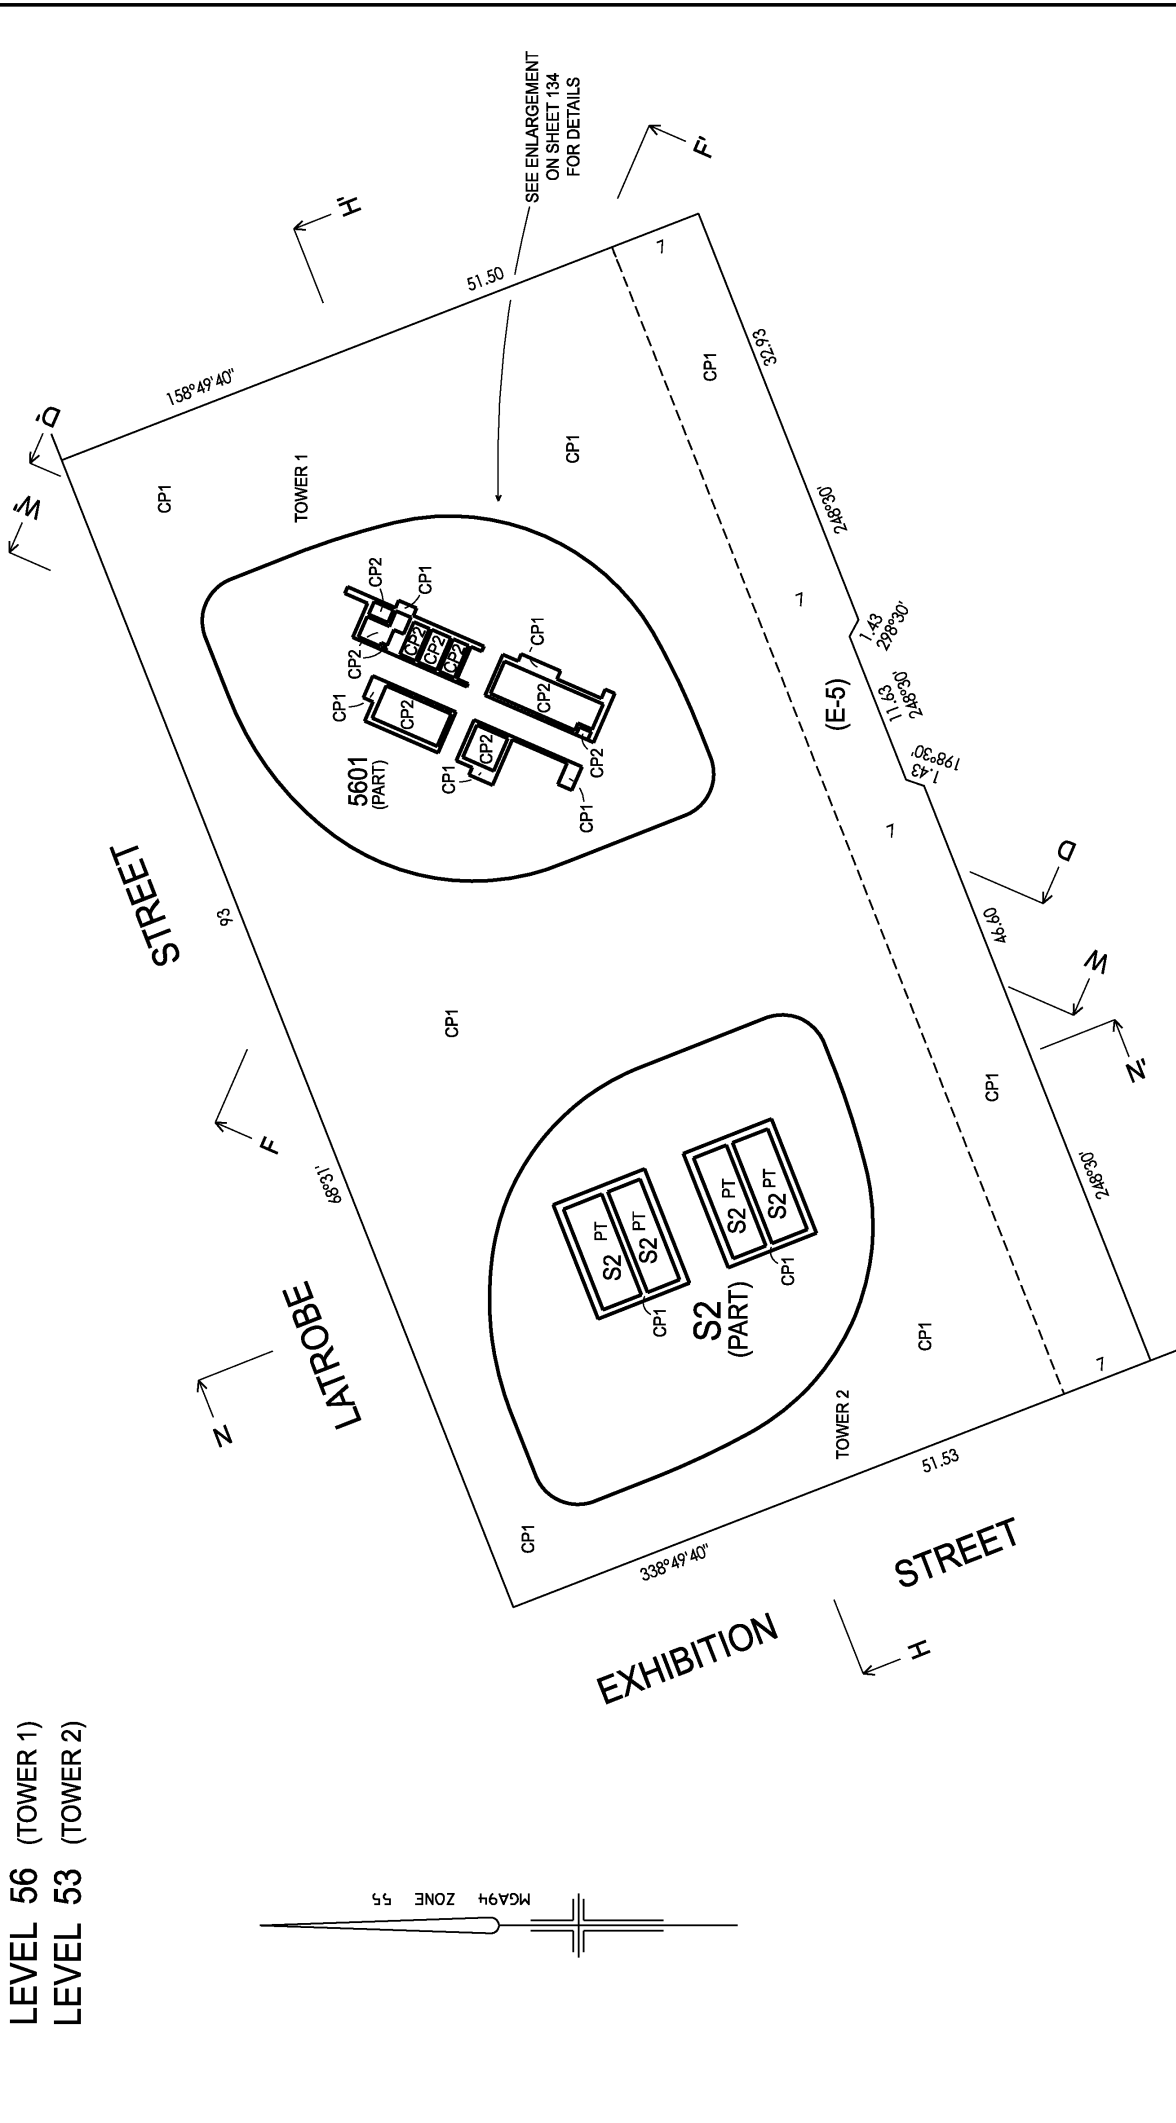 LEVEL 56 (TOWER 1)
LEVEL 53 (TOWER 2)
MGA94 ZONE 55
SEE ENLARGEMENT
ON SHEET 134
FOR DETAILS
LATROBE
STREET
EXHIBITION
STREET
D'
W'
H'
F'
F
N
H
D
W
N'
158°49'40"
51.50
93
68°31'
338°49'40"
51.53
32.93
248°30'
1.43
298°30'
11.63
248°30'
1.43
198°30'
46.60
248°30'
7
7
7
7
(E-5)
TOWER 1
5601
(PART)
CP1
CP1
CP1
CP1
CP1
CP1
CP1
CP2
CP1
CP2
CP2
CP2
CP2
CP1
CP2
CP1
CP2
CP1
CP1
CP2
CP2
CP1
TOWER 2
S2
(PART)
S2 PT
S2 PT
CP1
S2 PT
S2 PT
CP1